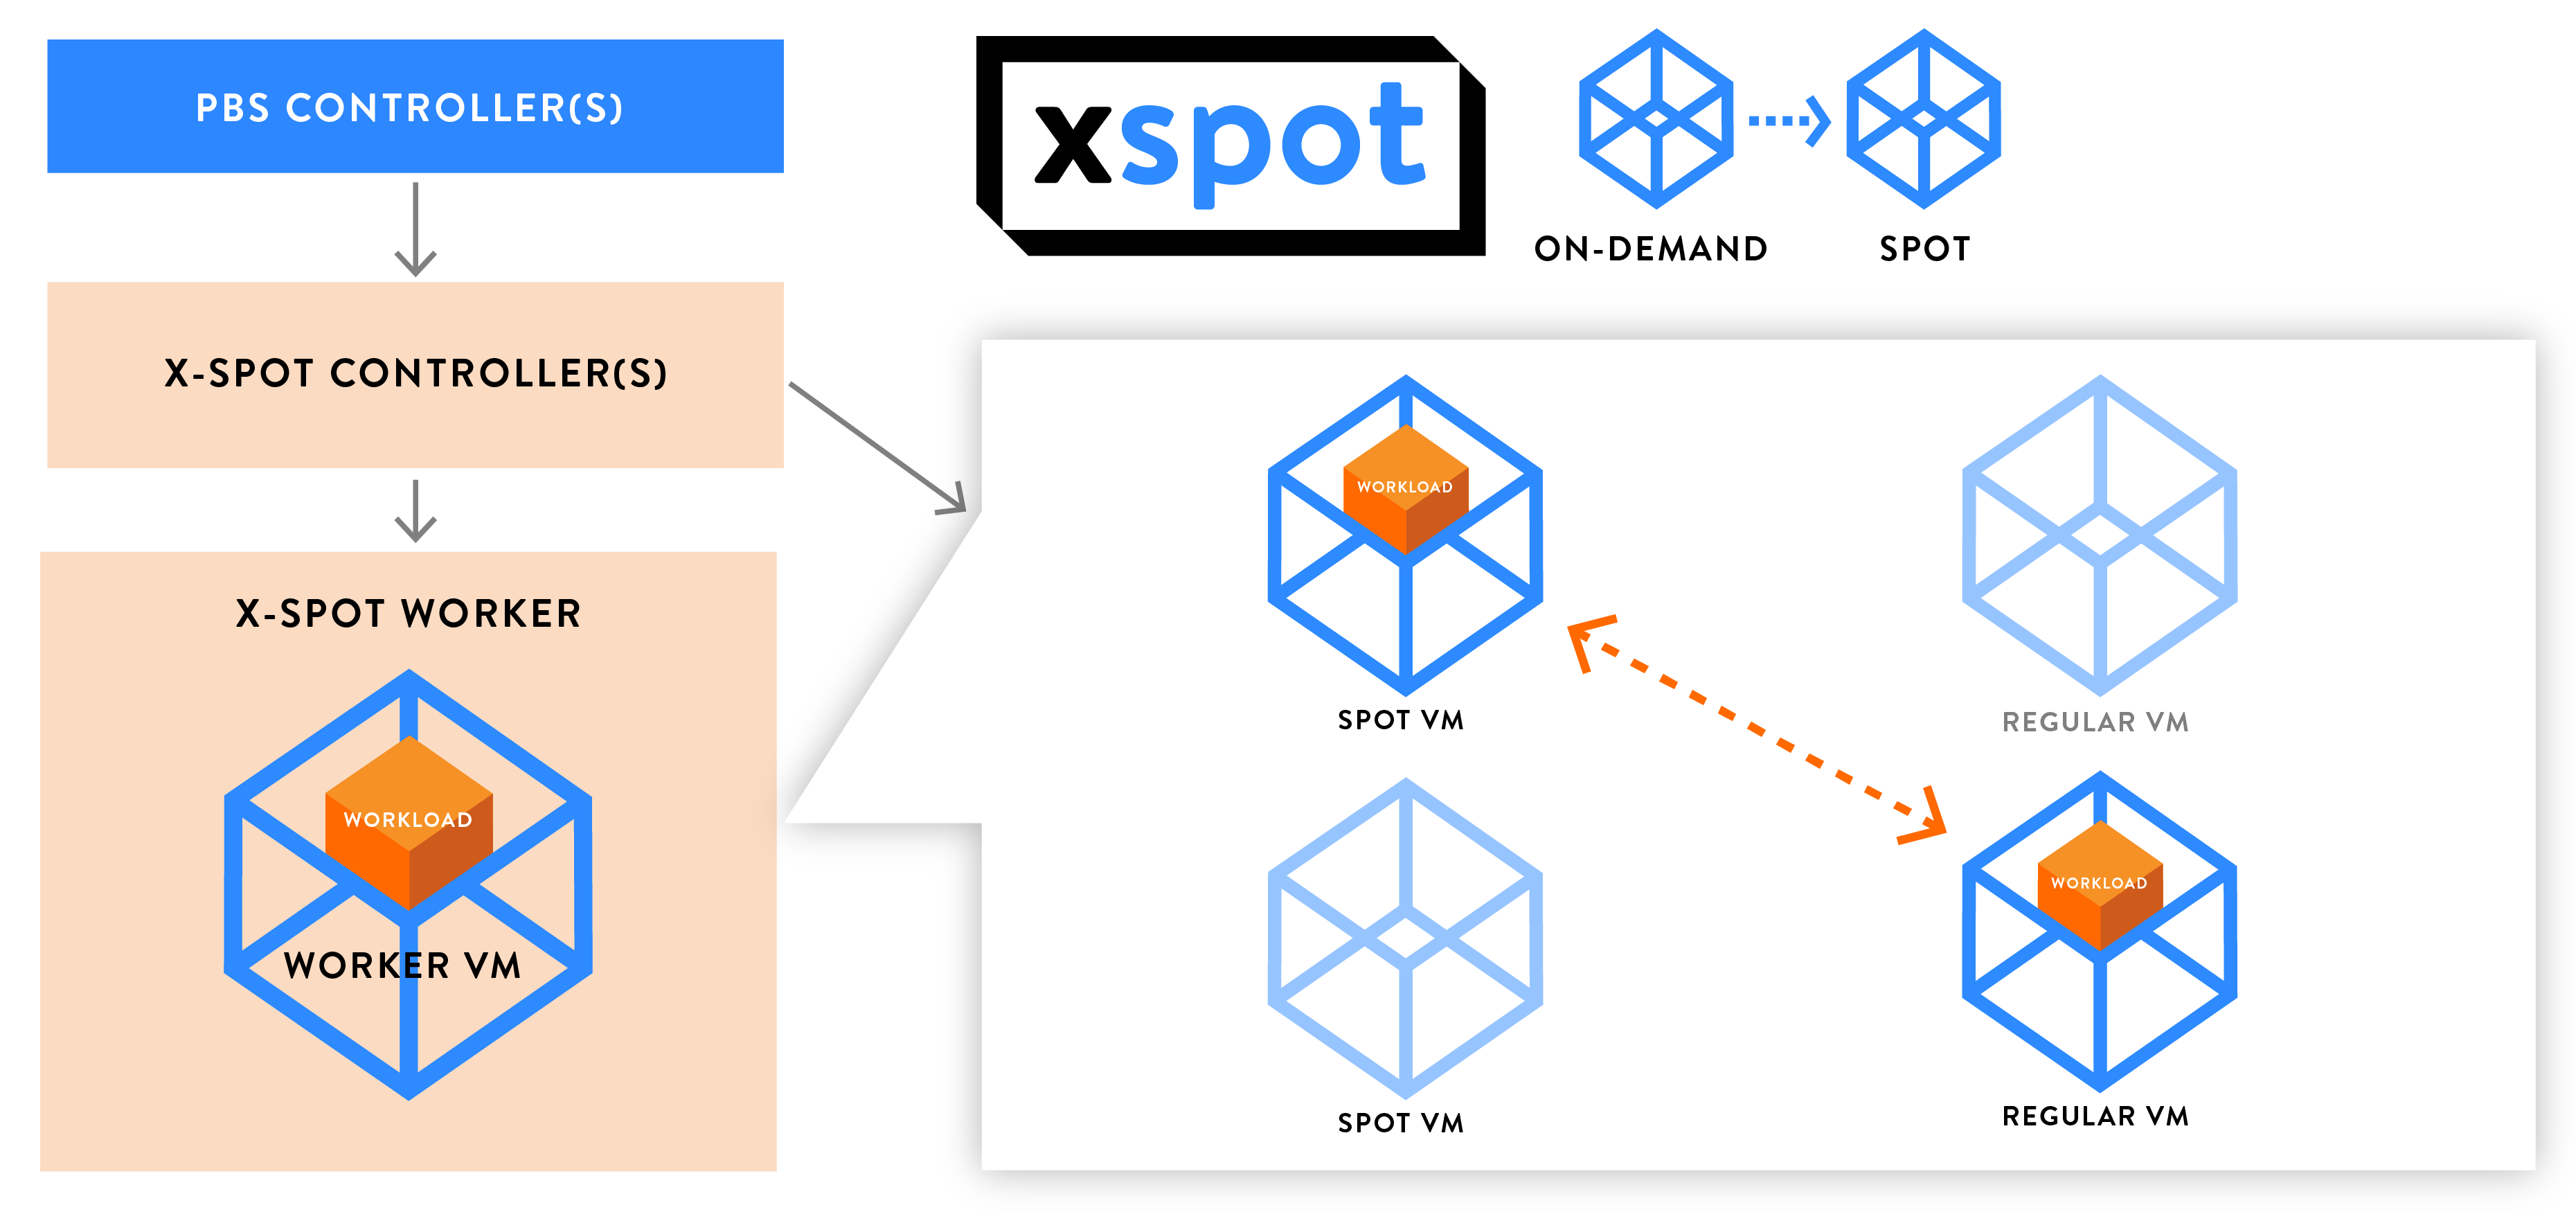 PBS CONTROLLER(S)
X-SPOT CONTROLLER(S)
X-SPOT WORKER
WORKLOAD
WORKER VM
xspot
ON-DEMAND
SPOT
WORKLOAD
SPOT VM
REGULAR VM
SPOT VM
WORKLOAD
REGULAR VM